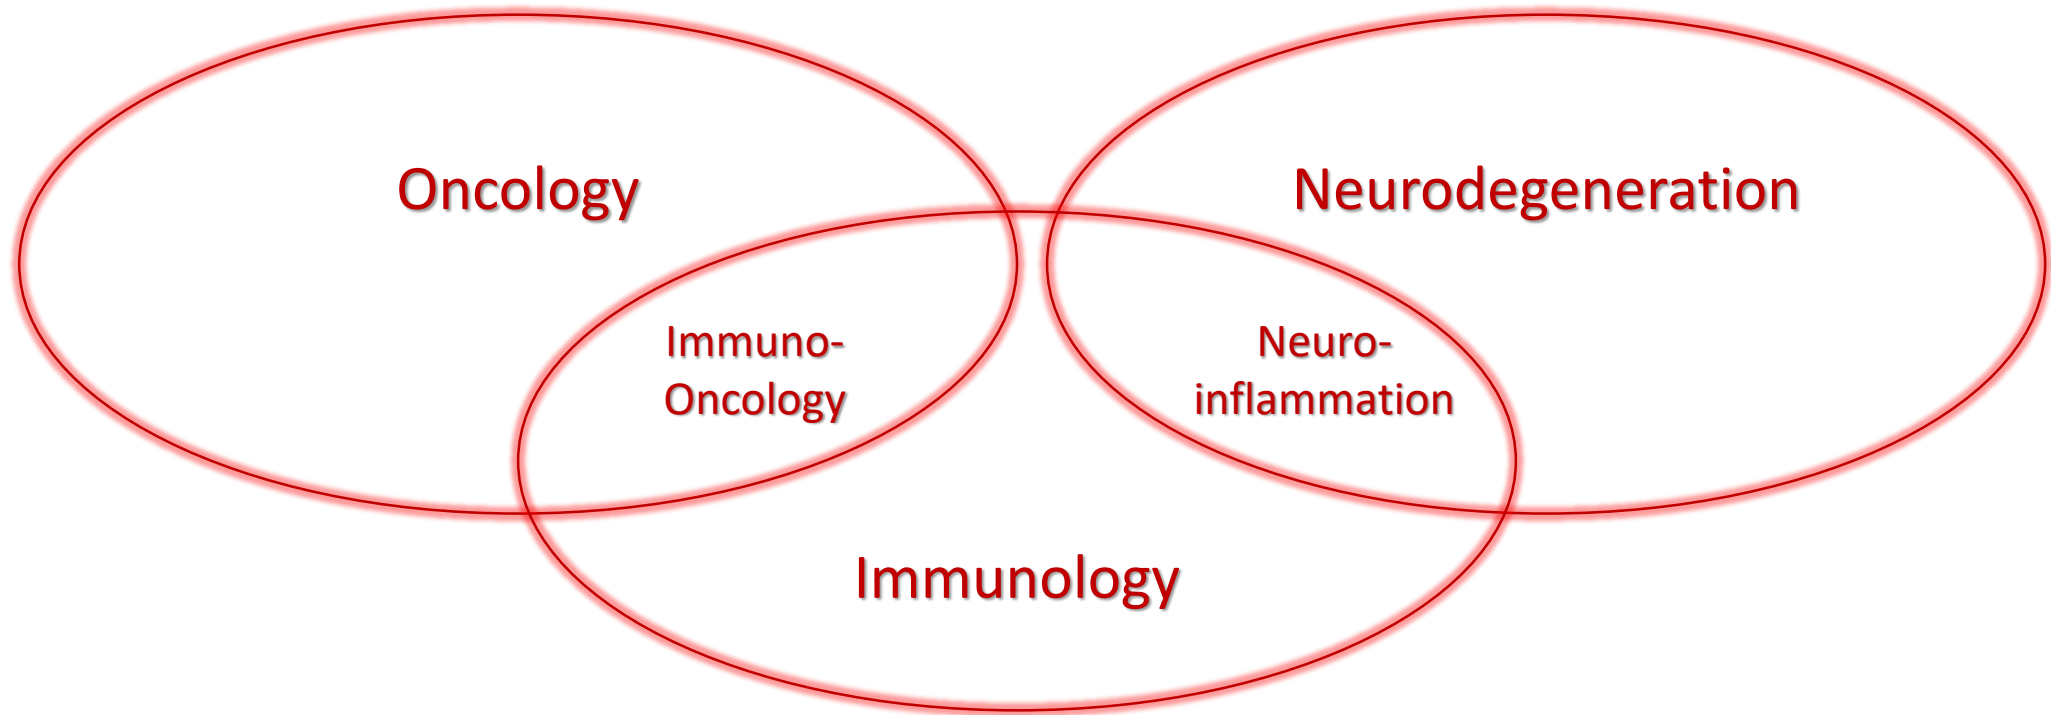 Oncology
Neurodegeneration
Immuno-
Oncology
Neuro-
inflammation
Immunology